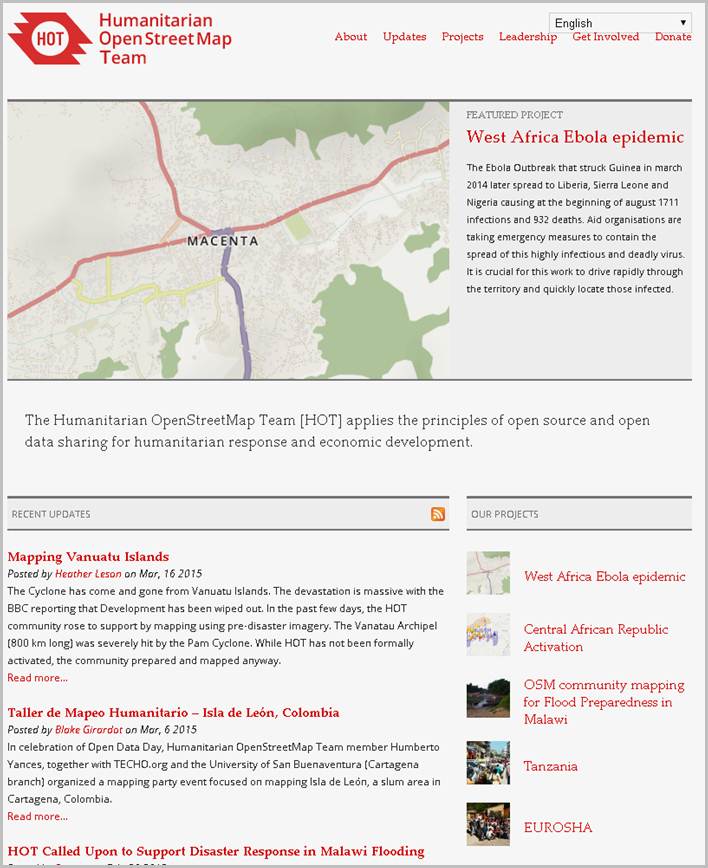 HOT
Humanitarian
OpenStreetMap
Team
English
About Updates Projects Leadership Get Involved Donate
MACENTA
FEATURED PROJECT
West Africa Ebola epidemic
The Ebola Outbreak that struck Guinea in march
2014 later spread to Liberia, Sierra Leone and
Nigeria causing at the beginning of august 1711
infections and 932 deaths. Aid organisations are
taking emergency measures to contain the
spread of this highly infectious and deadly virus.
It is crucial for this work to drive rapidly through
the territory and quickly locate those infected.
The Humanitarian OpenStreetMap Team [HOT] applies the principles of open source and open
data sharing for humanitarian response and economic development.
RECENT UPDATES
Mapping Vanuatu Islands
Posted by Heather Leson on Mar, 16 2015
The Cyclone has come and gone from Vanuatu Islands. The devastation is massive with the
BBC reporting that Development has been wiped out. In the past few days, the HOT
community rose to support by mapping using pre-disaster imagery. The Vanatau Archipel
(800 km long) was severely hit by the Pam Cyclone. While HOT has not been formally
activated, the community prepared and mapped anyway.
Read more...
Taller de Mapeo Humanitario – Isla de León, Colombia
Posted by Blake Girardot on Mar, 6 2015
In celebration of Open Data Day, Humanitarian OpenStreetMap Team member Humberto
Yances, together with TECHO.org and the University of San Buenaventura (Cartagena
branch) organized a mapping party event focused on mapping Isla de León, a slum area in
Cartagena, Colombia.
Read more...
HOT Called Upon to Support Disaster Response in Malawi Flooding
OUR PROJECTS
West Africa Ebola epidemic
Central African Republic
Activation
OSM community mapping
for Flood Preparedness in
Malawi
Tanzania
EUROSHA